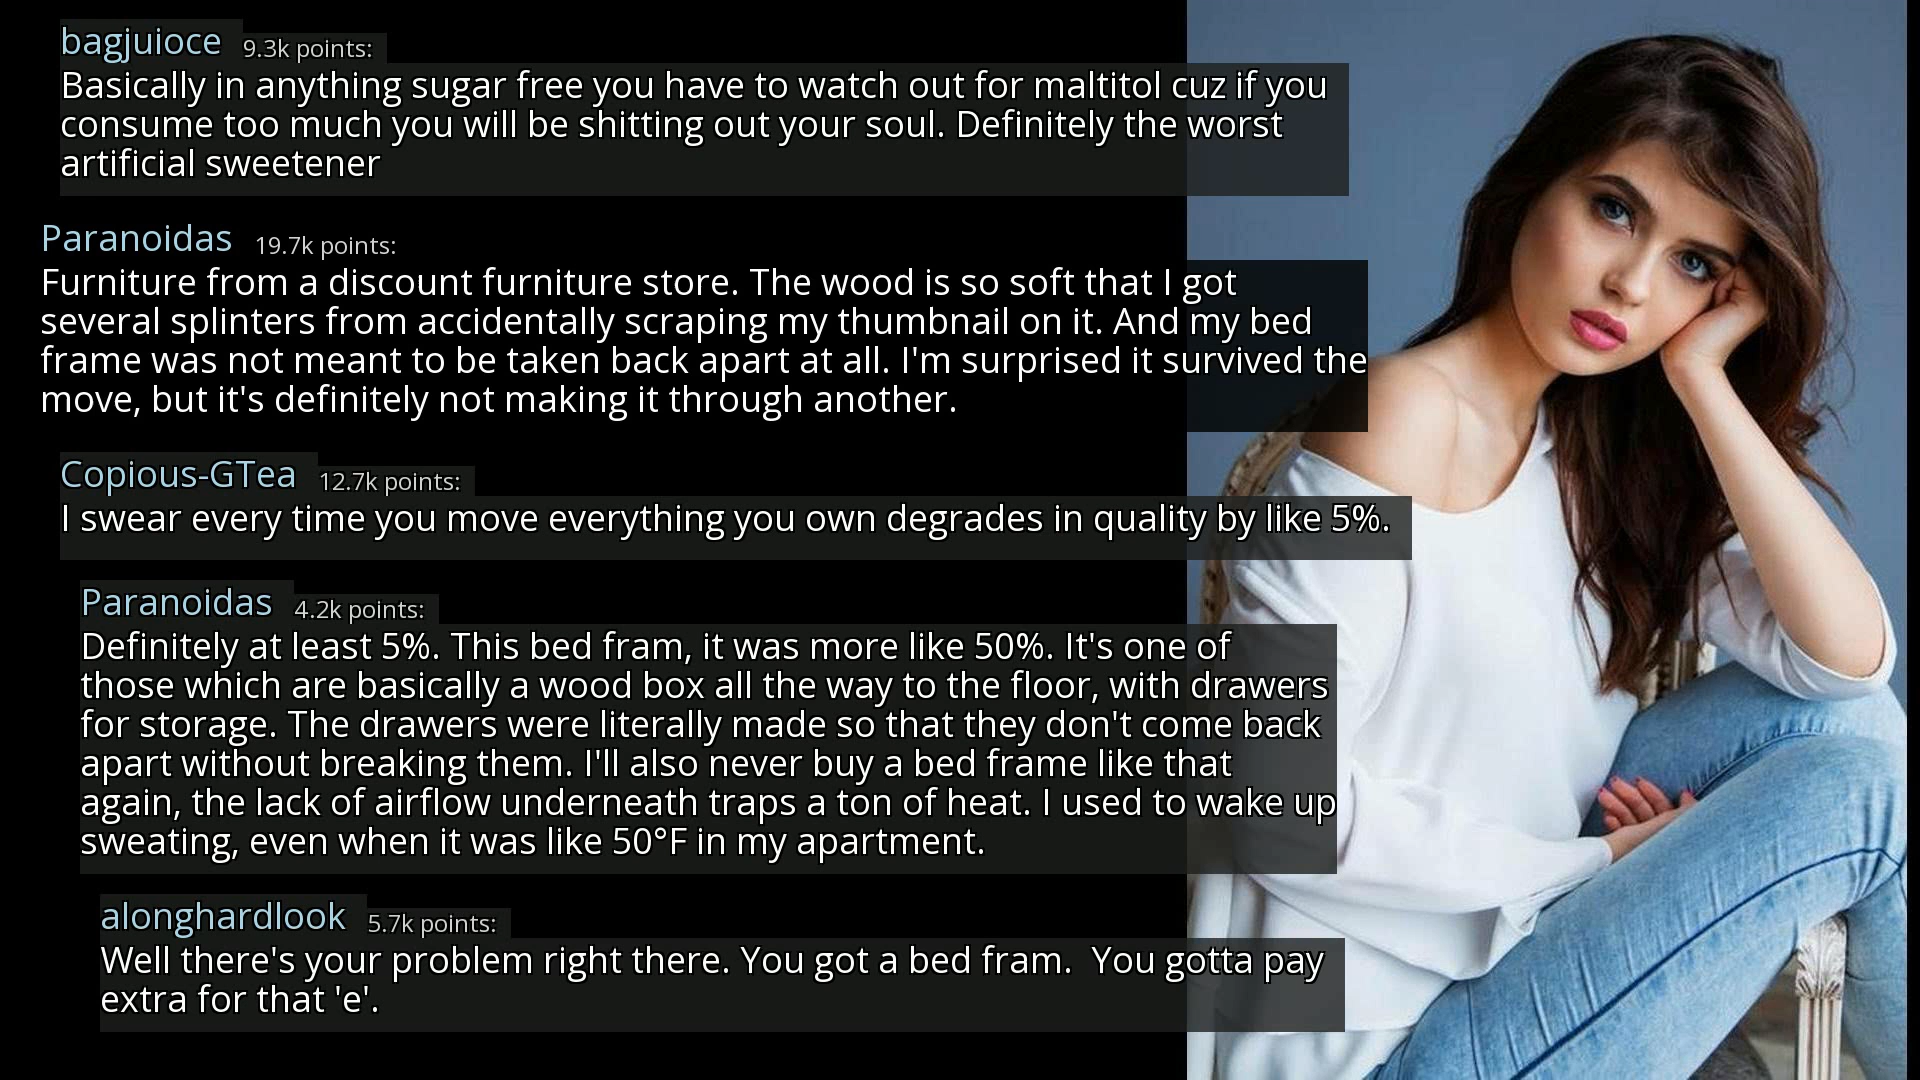 bagjuioce 9.3k points:
Basically in anything sugar free you have to watch out for maltitol cuz if you
consume too much you will be shitting out your soul. Definitely the worst
artificial sweetener
Paranoidas 19.7k points:
Furniture from a discount furniture store. The wood is so soft that I got
several splinters from accidentally scraping my thumbnail on it. And my bed
frame was not meant to be taken back apart at all. I'm surprised it survived the
move, but it's definitely not making it through another.
Copious-GTea 12.7k points:
I swear every time you move everything you own degrades in quality by like 5%.
Paranoidas 4.2k points:
Definitely at least 5%. This bed fram, it was more like 50%. It's one of
those which are basically a wood box all the way to the floor, with drawers
for storage. The drawers were literally made so that they don't come back
apart without breaking them. I'll also never buy a bed frame like that
again, the lack of airflow underneath traps a ton of heat. I used to wake up
sweating, even when it was like 50°F in my apartment.
alonghardlook 5.7k points:
Well there's your problem right there. You got a bed fram.  You gotta pay
extra for that 'e'.